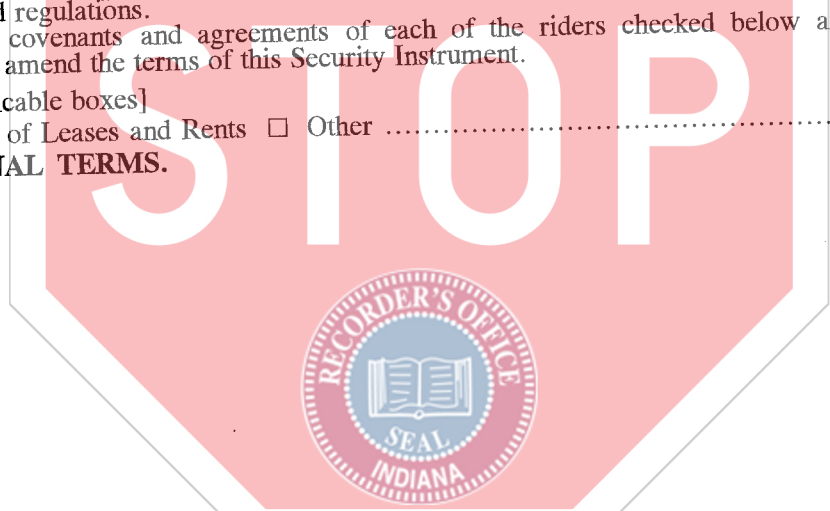 regulations.
covenants and agreements of each of the riders checked below a
amend the terms of this Security Instrument.
cable boxes]
of Leases and Rents ☐ Other ................................................
NAL TERMS.
STOP
RECORDER'S OFFICE
SEAL
INDIANA